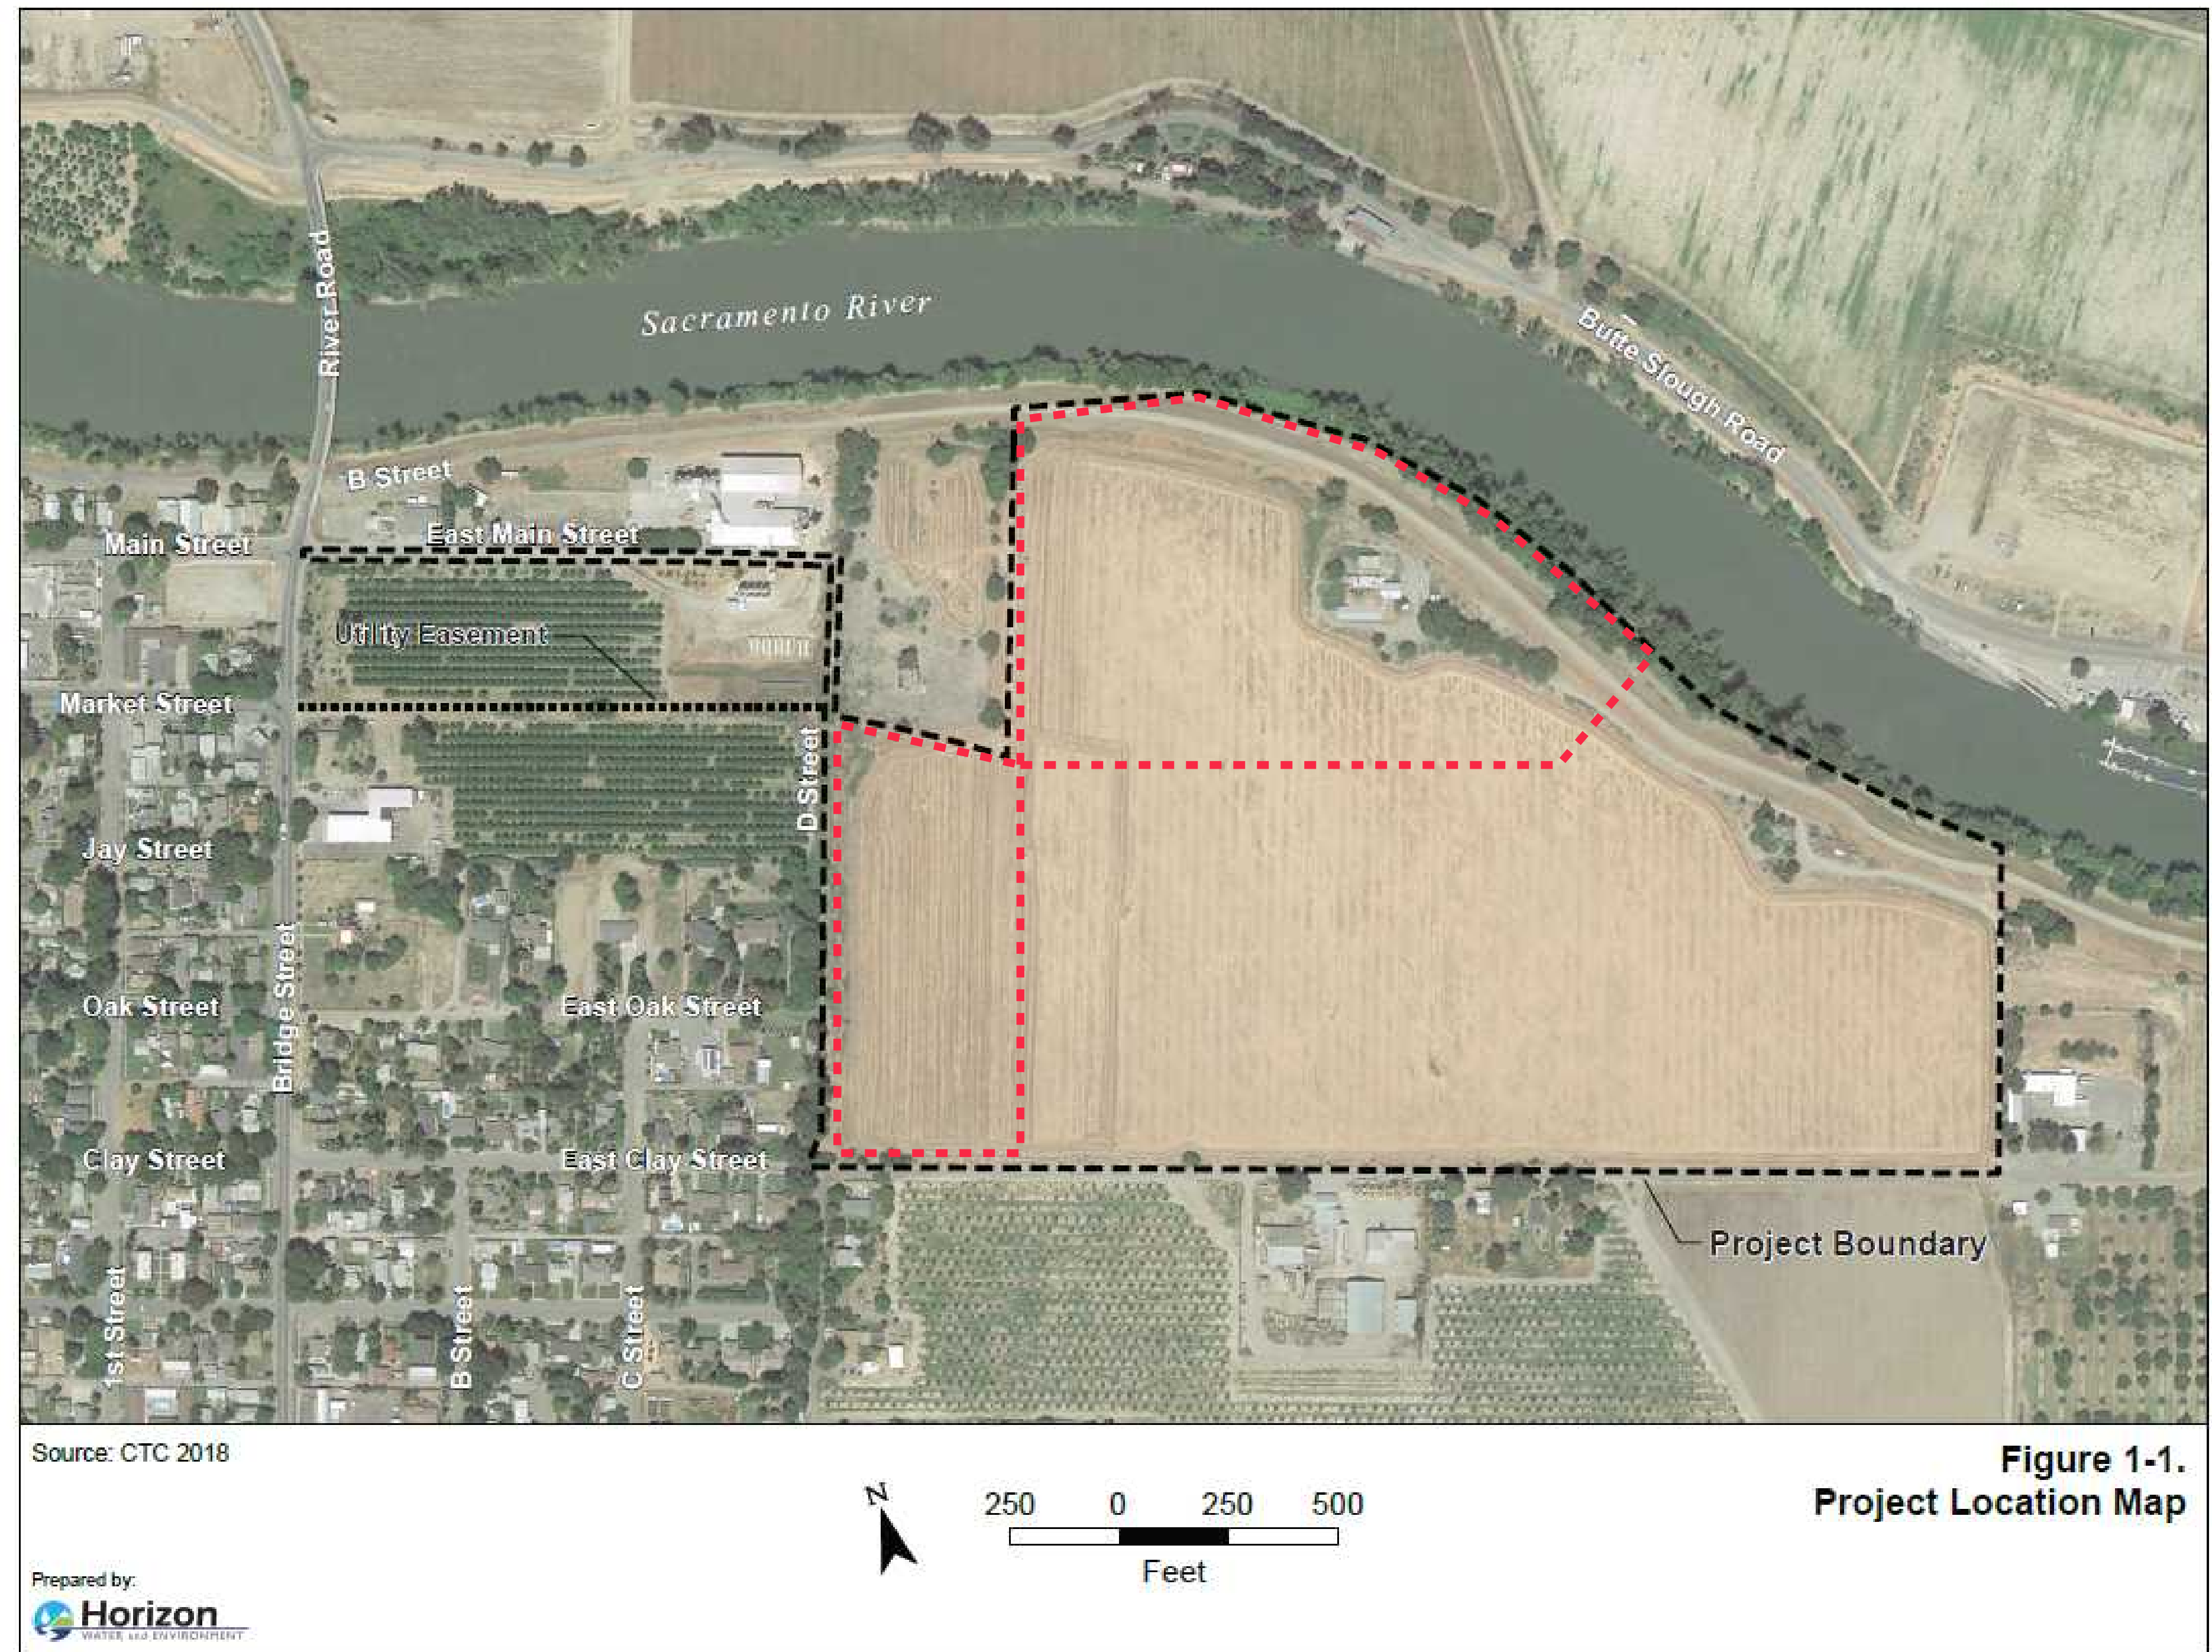 River Road
Sacramento River
Butte Slough Road
B Street
East Main Street
Main Street
Utility Easement
Market Street
D Street
Jay Street
Bridge Street
Oak Street
East Oak Street
Clay Street
East Clay Street
Project Boundary
1st Street
B Street
C Street
Source: CTC 2018
Figure 1-1.
Project Location Map
N
250 0 250 500
Feet
Prepared by:
Horizon
WATER and ENVIRONMENT